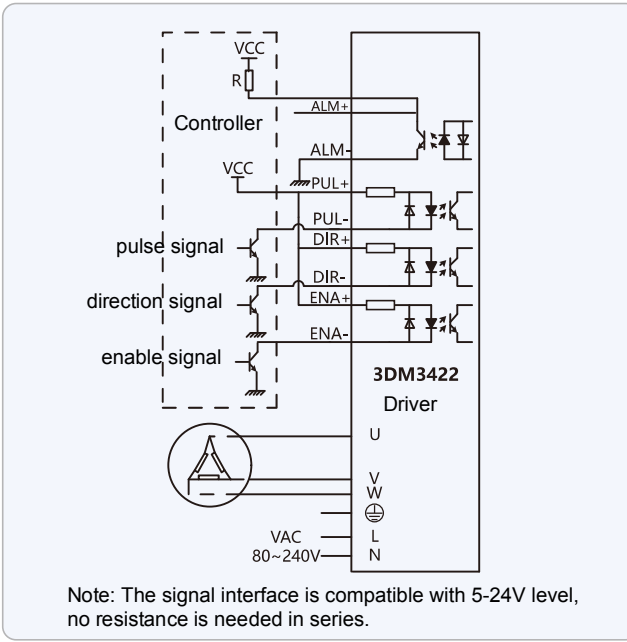 VCC
R
ALM+
Controller
ALM-
VCC
PUL+
PUL-
pulse signal
DIR+
DIR-
direction signal
ENA+
ENA-
enable signal
3DM3422
Driver
U
V
W
VAC
L
80~240V
N
Note: The signal interface is compatible with 5-24V level,
no resistance is needed in series.